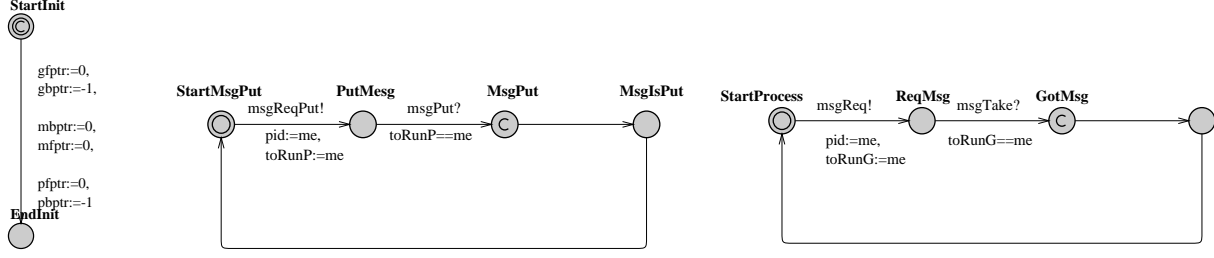 StartInit
C
gfptr:=0,
gbptr:=-1,
mbptr:=0,
mfptr:=0,
pfptr:=0,
pbptr:=-1
EndInit
StartMsgPut
msgReqPut!
pid:=me,
toRunP:=me
PutMesg
msgPut?
toRunP==me
MsgPut
C
MsgIsPut
StartProcess
msgReq!
pid:=me,
toRunG:=me
ReqMsg
msgTake?
toRunG==me
GotMsg
C